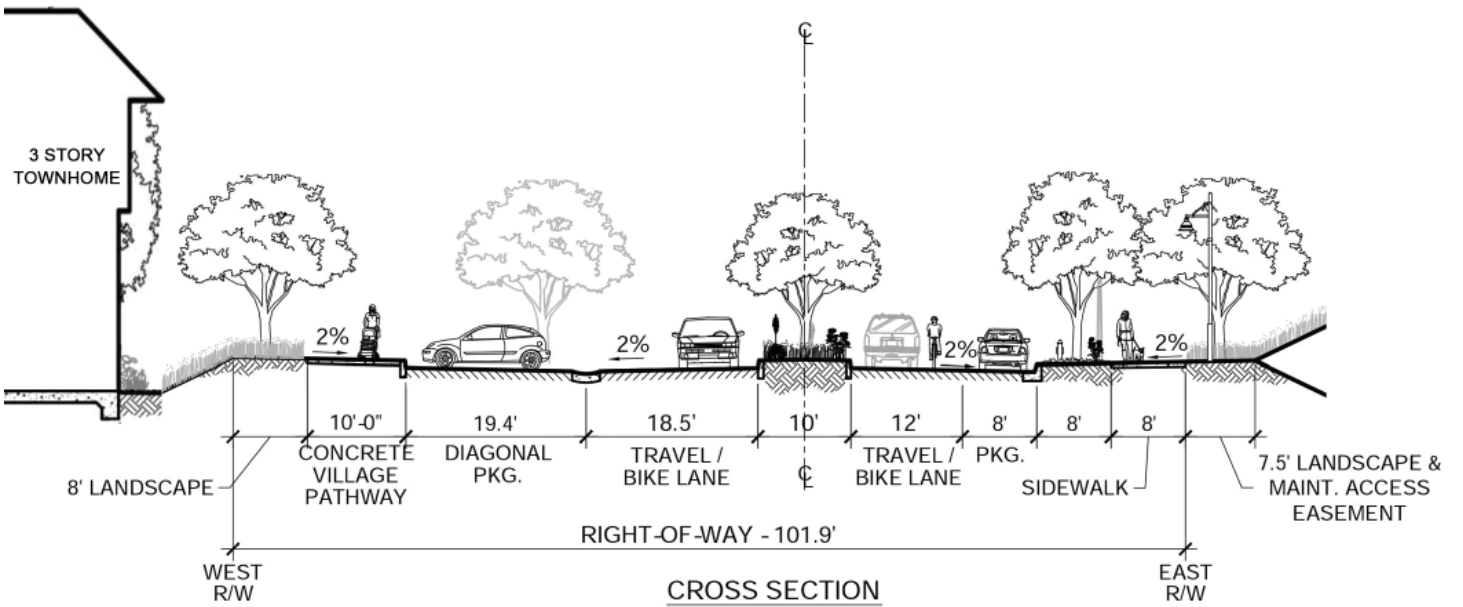 ℄
3 STORY
TOWNHOME
2%
2%
2%
2%
10'-0"
19.4'
18.5'
10'
12'
8'
8'
8'
CONCRETE
VILLAGE
PATHWAY
DIAGONAL
PKG.
TRAVEL /
BIKE LANE
℄
TRAVEL /
BIKE LANE
PKG.
8' LANDSCAPE
SIDEWALK
7.5' LANDSCAPE &
MAINT. ACCESS
EASEMENT
RIGHT-OF-WAY - 101.9'
WEST
R/W
EAST
R/W
CROSS SECTION